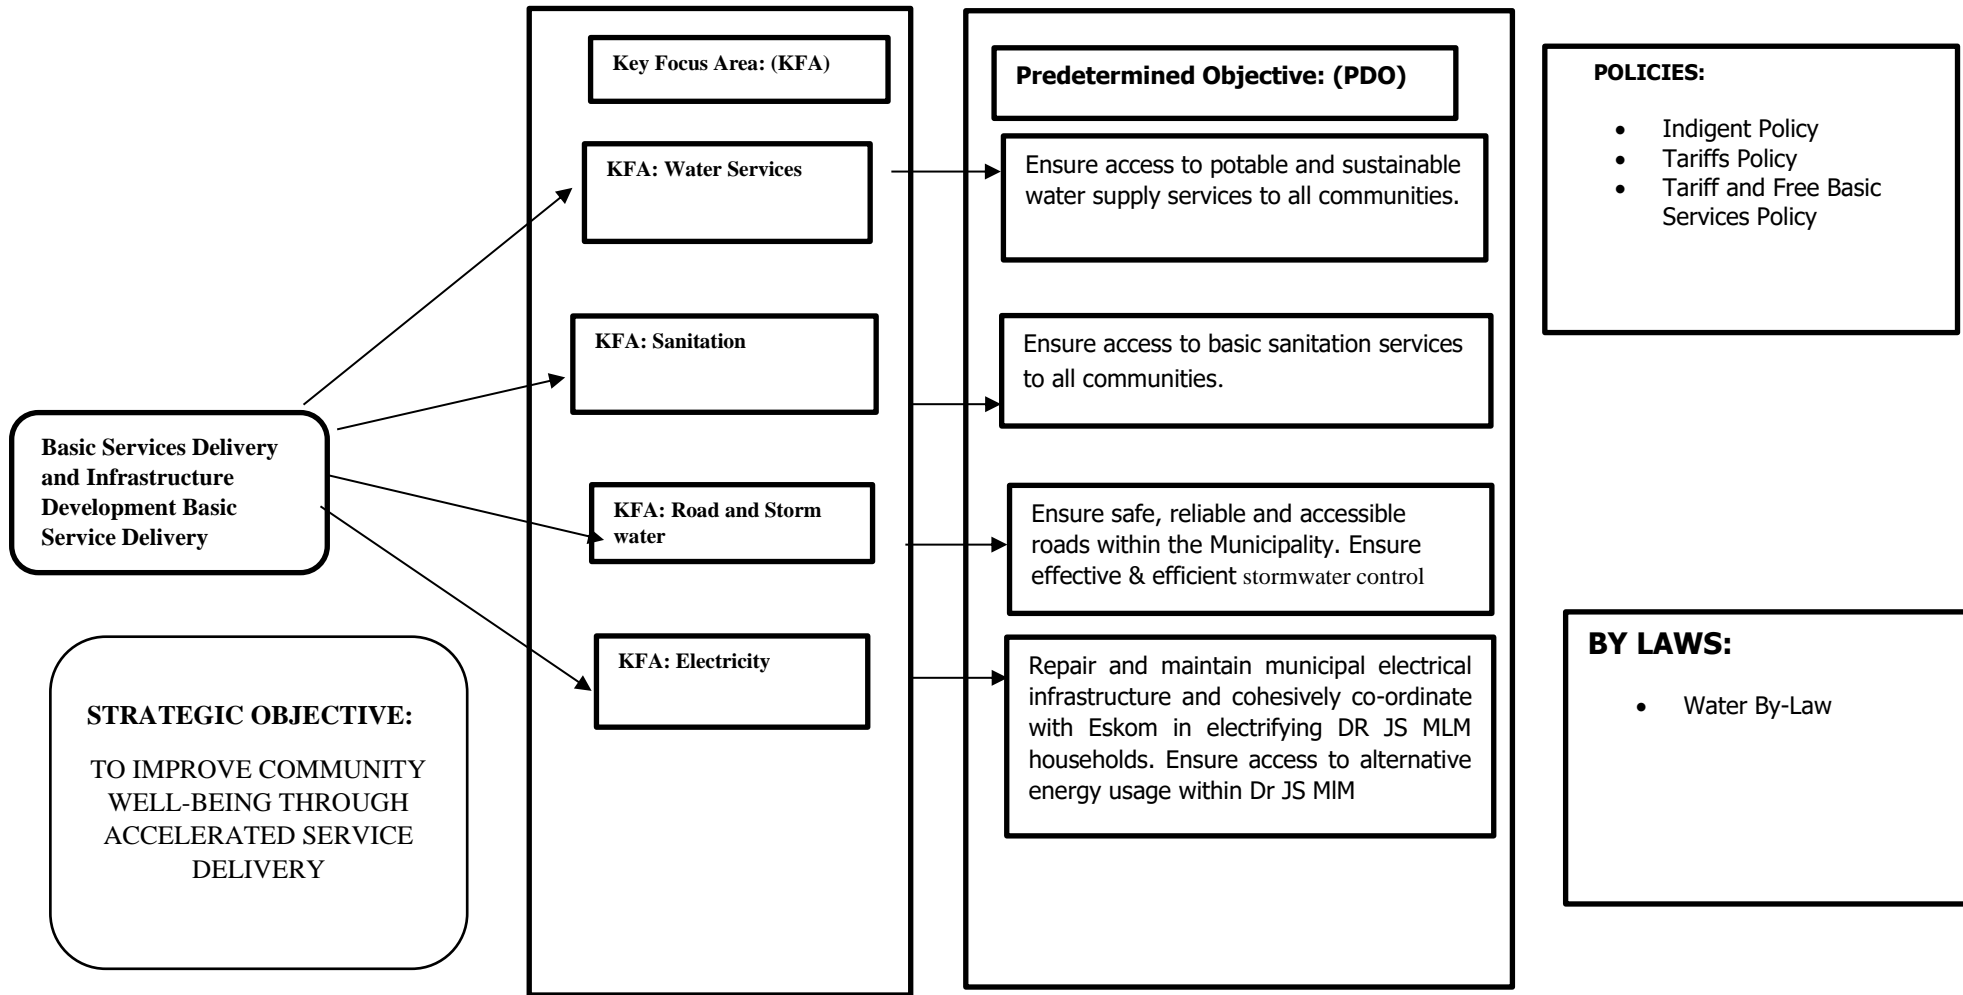 Key Focus Area: (KFA)
Predetermined Objective: (PDO)
POLICIES:
• Indigent Policy
• Tariffs Policy
• Tariff and Free Basic
Services Policy
KFA: Water Services
Ensure access to potable and sustainable
water supply services to all communities.
KFA: Sanitation
Ensure access to basic sanitation services
to all communities.
Basic Services Delivery
and Infrastructure
Development Basic
Service Delivery
KFA: Road and Storm
water
Ensure safe, reliable and accessible
roads within the Municipality. Ensure
effective & efficient stormwater control
KFA: Electricity
Repair and maintain municipal electrical
infrastructure and cohesively co-ordinate
with Eskom in electrifying DR JS MLM
households. Ensure access to alternative
energy usage within Dr JS MlM
BY LAWS:
• Water By-Law
STRATEGIC OBJECTIVE:
TO IMPROVE COMMUNITY
WELL-BEING THROUGH
ACCELERATED SERVICE
DELIVERY